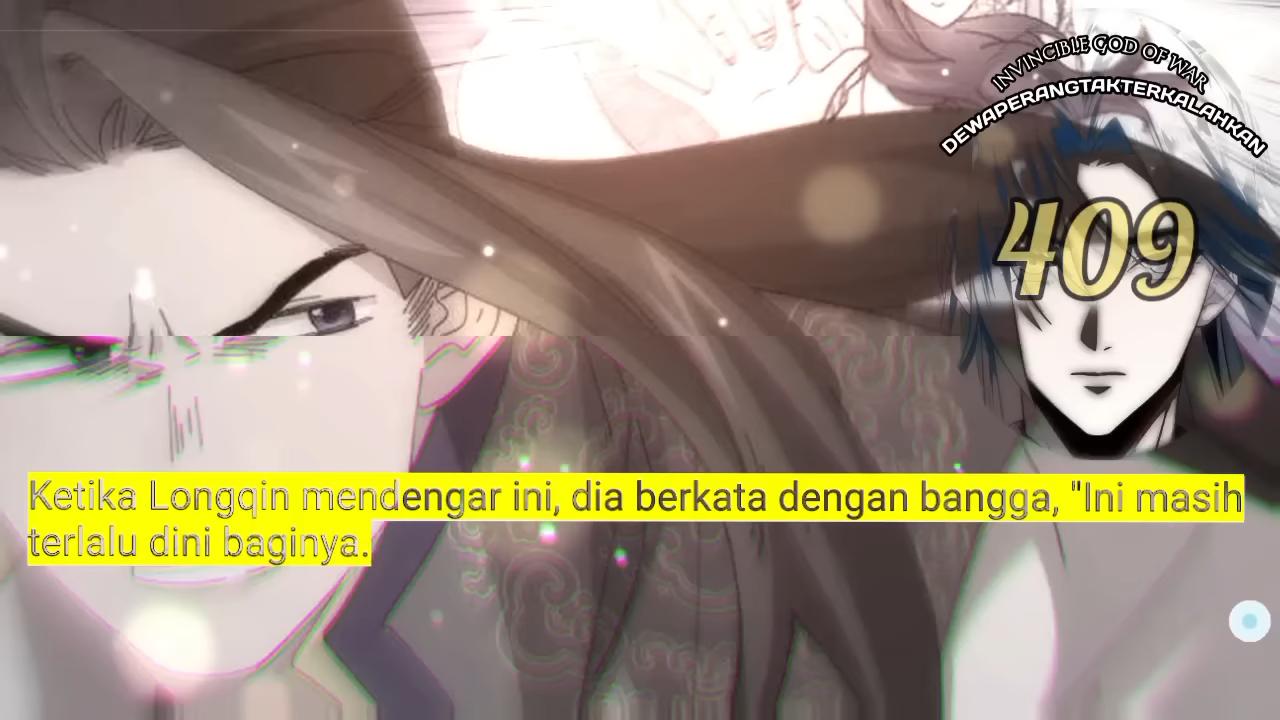 INVINCIBLE GOD OF WAR
DEWAPERANGTAKTERKALAHKAN
409
Ketika Longqin mendengar ini, dia berkata dengan bangga, "Ini masih
terlalu dini baginya.